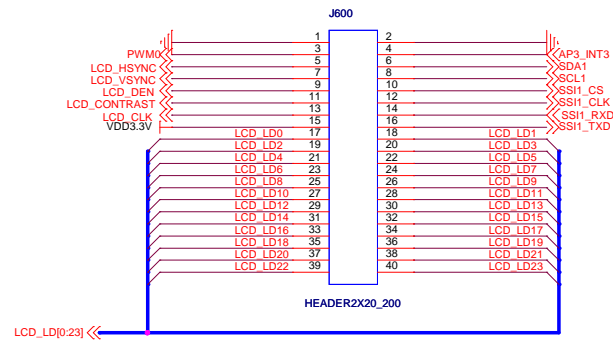 J600
1 2
PWM0 3 4 AP3_INT3
LCD_HSYNC 5 6 SDA1
LCD_VSYNC 7 8 SCL1
LCD_DEN 9 10 SSI1_CS
LCD_CONTRAST 11 12 SSI1_CLK
LCD_CLK 13 14 SSI1_RXD
VDD3.3V 15 16 SSI1_TXD
LCD_LD0 17 18 LCD_LD1
LCD_LD2 19 20 LCD_LD3
LCD_LD4 21 22 LCD_LD5
LCD_LD6 23 24 LCD_LD7
LCD_LD8 25 26 LCD_LD9
LCD_LD10 27 28 LCD_LD11
LCD_LD12 29 30 LCD_LD13
LCD_LD14 31 32 LCD_LD15
LCD_LD16 33 34 LCD_LD17
LCD_LD18 35 36 LCD_LD19
LCD_LD20 37 38 LCD_LD21
LCD_LD22 39 40 LCD_LD23
HEADER2X20_200
LCD_LD[0:23]